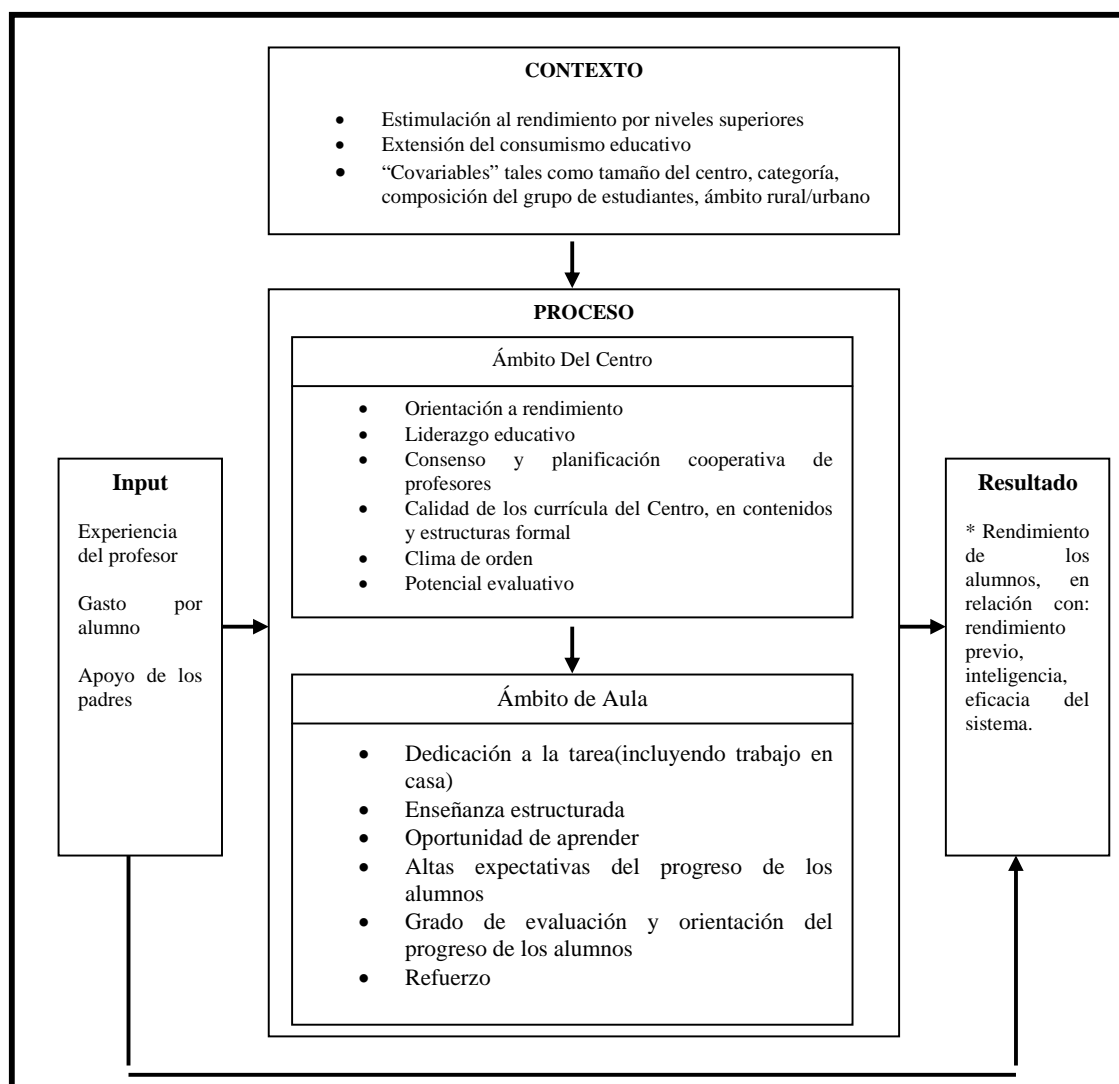 CONTEXTO
• Estimulación al rendimiento por niveles superiores
• Extensión del consumismo educativo
• “Covariables” tales como tamaño del centro, categoría,
composición del grupo de estudiantes, ámbito rural/urbano
PROCESO
Ámbito Del Centro
• Orientación a rendimiento
• Liderazgo educativo
• Consenso y planificación cooperativa de
profesores
• Calidad de los currícula del Centro, en contenidos
y estructuras formal
• Clima de orden
• Potencial evaluativo
Input
Experiencia
del profesor
Gasto por
alumno
Apoyo de los
padres
Ámbito de Aula
• Dedicación a la tarea(incluyendo trabajo en
casa)
• Enseñanza estructurada
• Oportunidad de aprender
• Altas expectativas del progreso de los
alumnos
• Grado de evaluación y orientación del
progreso de los alumnos
• Refuerzo
Resultado
* Rendimiento
de los
alumnos, en
relación con:
rendimiento
previo,
inteligencia,
eficacia del
sistema.